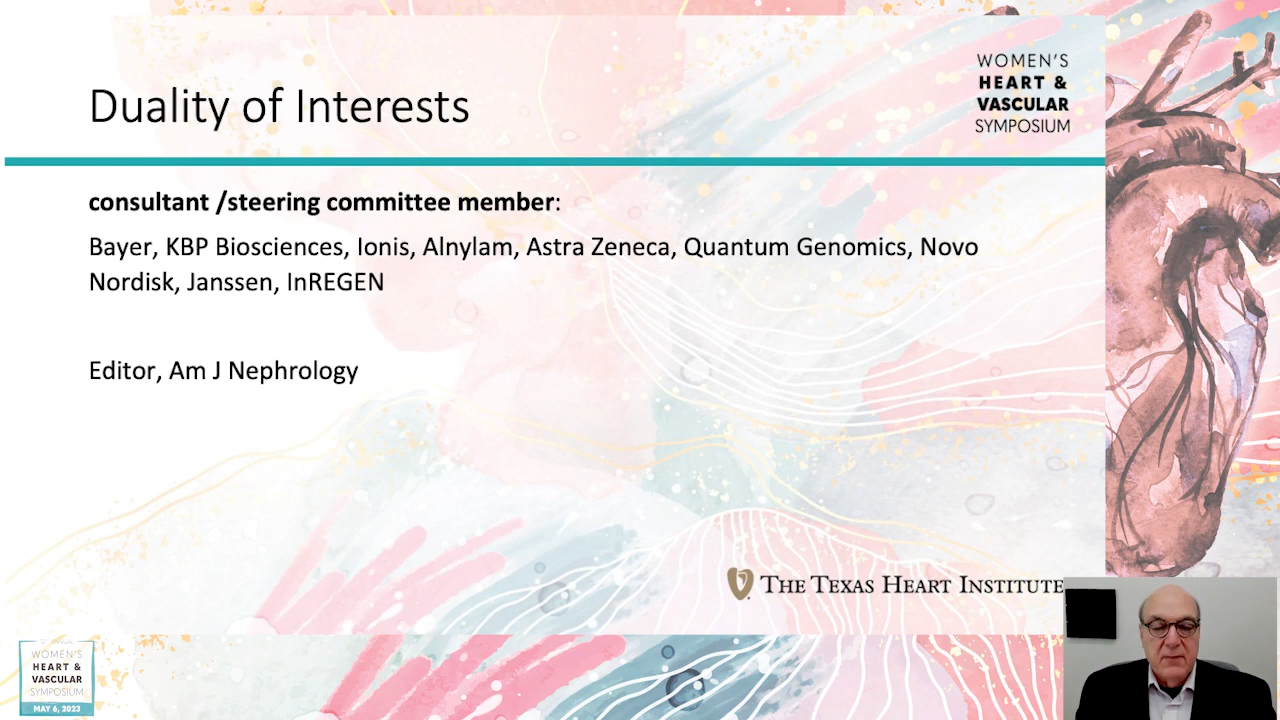 Duality of Interests
WOMEN'S
HEART &
VASCULAR
SYMPOSIUM
consultant /steering committee member:
Bayer, KBP Biosciences, Ionis, Alnylam, Astra Zeneca, Quantum Genomics, Novo
Nordisk, Janssen, InREGEN
Editor, Am J Nephrology
THE TEXAS HEART INSTITUTE
WOMEN'S
HEART &
VASCULAR
SYMPOSIUM
MAY 6, 2023